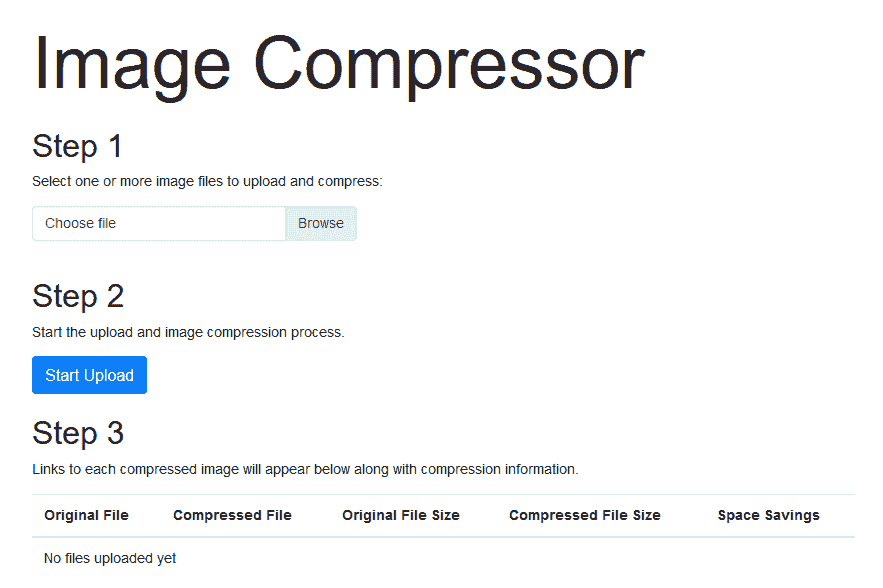 Image Compressor
Step 1
Select one or more image files to upload and compress:
Choose file Browse
Step 2
Start the upload and image compression process.
Start Upload
Step 3
Links to each compressed image will appear below along with compression information.
Original File Compressed File Original File Size Compressed File Size Space Savings
No files uploaded yet